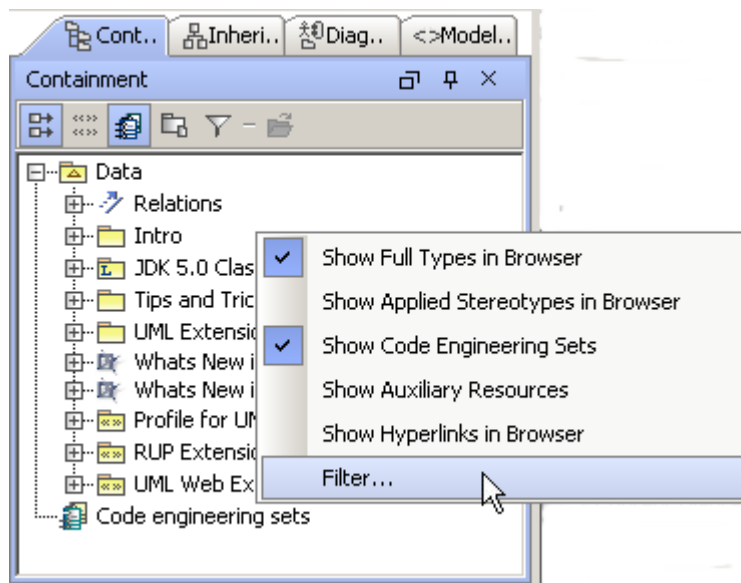 Cont.. Inheri.. Diag.. <>Model..
Containment
Data
Relations
Intro
JDK 5.0 Clas
Tips and Tric
UML Extensio
Whats New i
Whats New i
Profile for UM
RUP Extensio
UML Web Ex
Code engineering sets
Show Full Types in Browser
Show Applied Stereotypes in Browser
Show Code Engineering Sets
Show Auxiliary Resources
Show Hyperlinks in Browser
Filter...